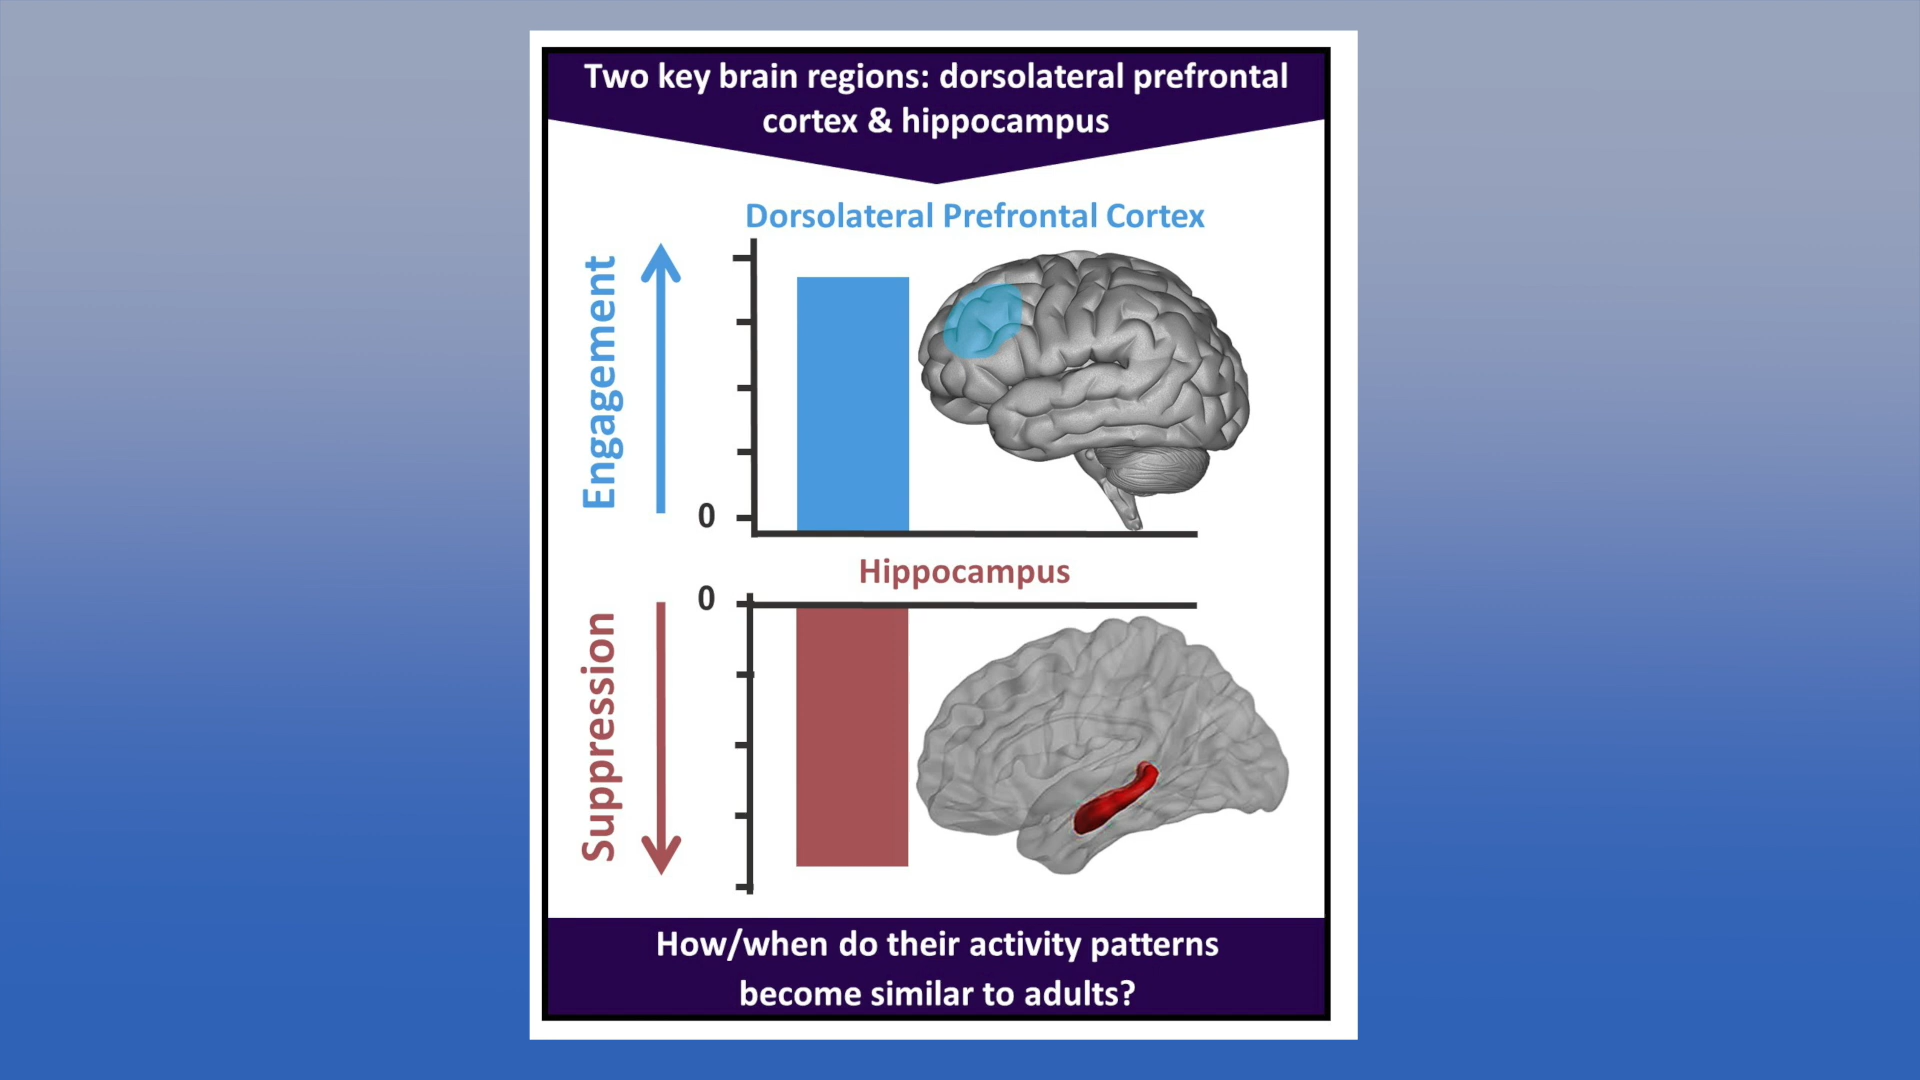 Two key brain regions: dorsolateral prefrontal
cortex & hippocampus
Dorsolateral Prefrontal Cortex
Engagement
0
Hippocampus
0
Suppression
How/when do their activity patterns
become similar to adults?